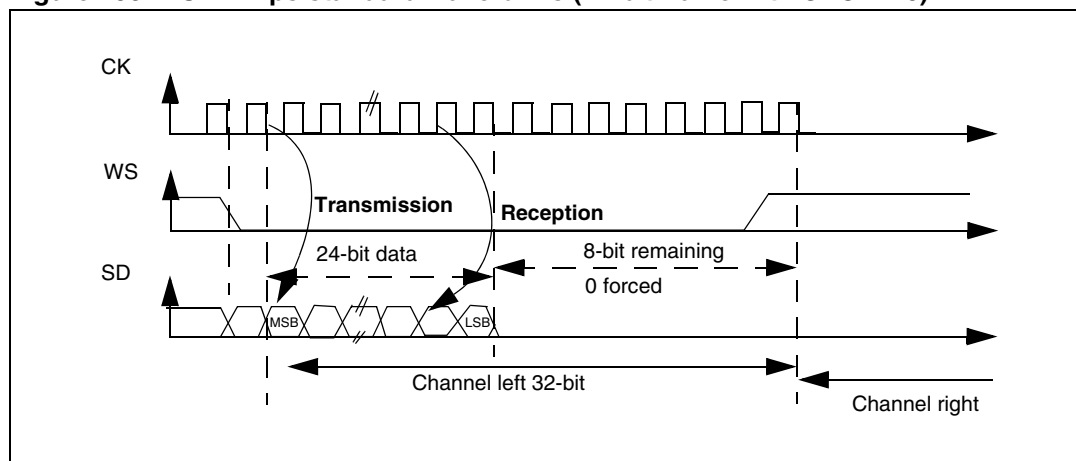 CK
WS
Transmission
Reception
24-bit data
8-bit remaining
0 forced
SD
MSB
LSB
Channel left 32-bit
Channel right